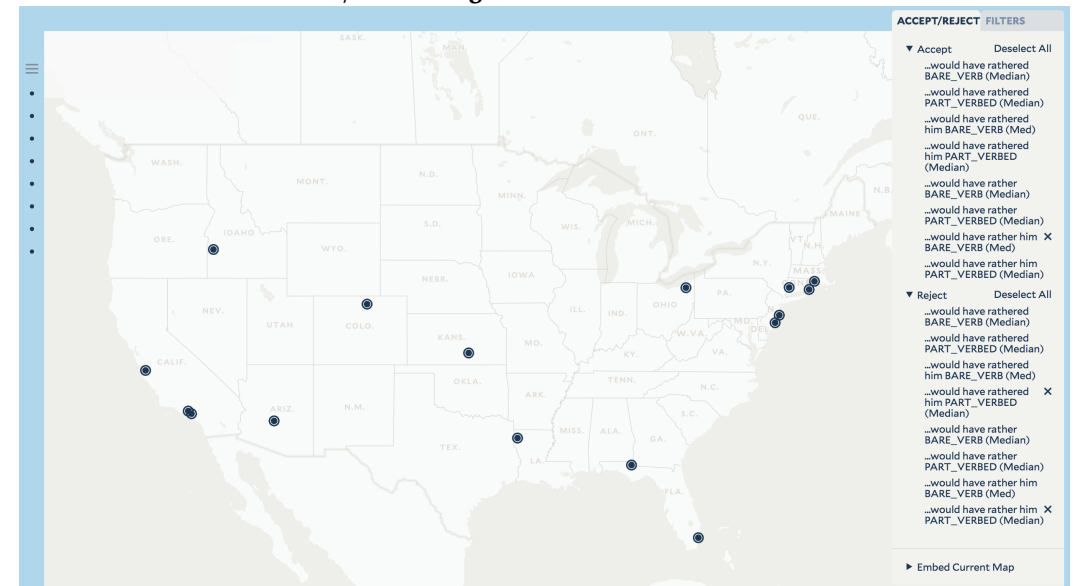 ACCEPT/REJECT FILTERS
Accept Deselect All
...would have rathered
BARE_VERB (Median)
...would have rathered
PART_VERBED (Median)
...would have rathered
him BARE_VERB (Med)
...would have rathered
him PART_VERBED
(Median)
...would have rather
BARE_VERB (Median)
...would have rather
PART_VERBED (Median)
...would have rather him ✕
BARE_VERB (Med)
...would have rather him
PART_VERBED (Median)
Reject Deselect All
...would have rathered
BARE_VERB (Median)
...would have rathered
PART_VERBED (Median)
...would have rathered
him BARE_VERB (Med)
...would have rathered ✕
him PART_VERBED
(Median)
...would have rather
BARE_VERB (Median)
...would have rather
PART_VERBED (Median)
...would have rather him
BARE_VERB (Med)
...would have rather him ✕
PART_VERBED (Median)
Embed Current Map
SASK.
MAN.
ONT.
QUE.
N.B.
WASH.
MONT.
N.D.
MINN.
MAINE
ORE.
IDAHO
WYO.
S.D.
WIS.
MICH.
VT.
N.H.
N.Y.
MASS.
NEBR.
IOWA
NEV.
UTAH
COLO.
KANS.
MO.
ILL.
IND.
OHIO
PA.
MD.
DEL.
W.VA.
VA.
KY.
CALIF.
ARIZ.
N.M.
OKLA.
ARK.
TENN.
N.C.
S.C.
MISS.
ALA.
GA.
TEX.
LA.
FLA.